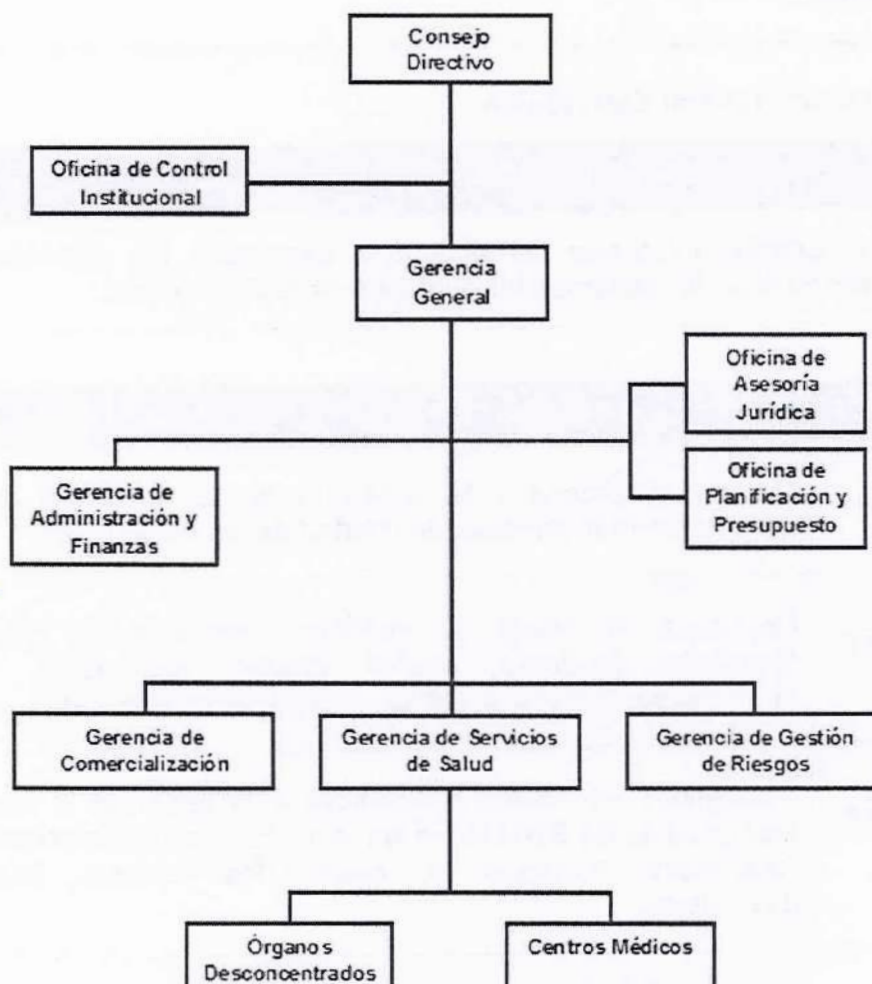 Consejo
Directivo
Oficina de Control
Institucional
Gerencia
General
Oficina de
Asesoría
Jurídica
Gerencia de
Administración y
Finanzas
Oficina de
Planificación y
Presupuesto
Gerencia de
Comercialización
Gerencia de Servicios
de Salud
Gerencia de Gestión
de Riesgos
Órganos
Desconcentrados
Centros Médicos